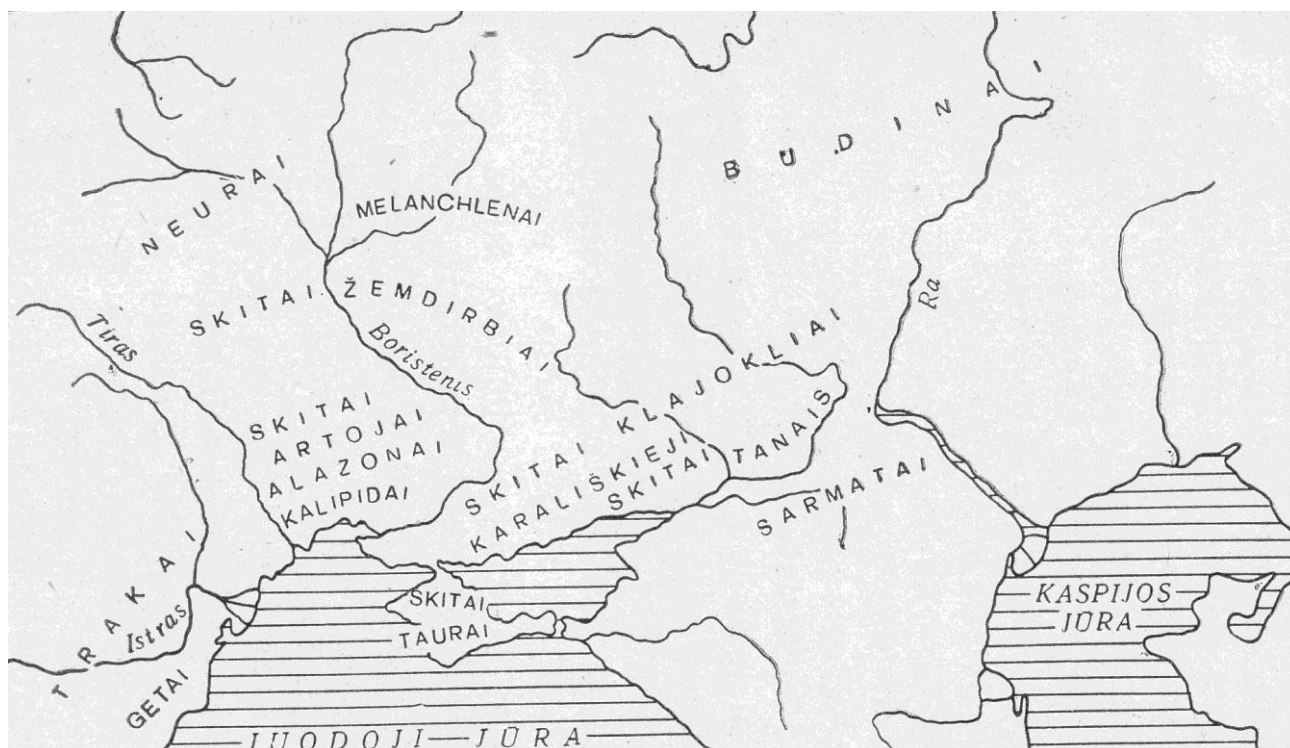 BUDINAI
NEURAI
MELANCHLENAI
SKITAI ŽEMDIRBIAI
Ra
Tiras
Boristenis
SKITAI
ARTOJAI
ALAZONAI
KALIPIDAI
SKITAI KLAJOKLIAI
KARALIŠKIEJI
SKITAI
TANAIS
SARMATAI
TRAKAI
Istras
GETAI
SKITAI
TAURAI
KASPIJOS
JŪRA
JUODOJI JŪRA